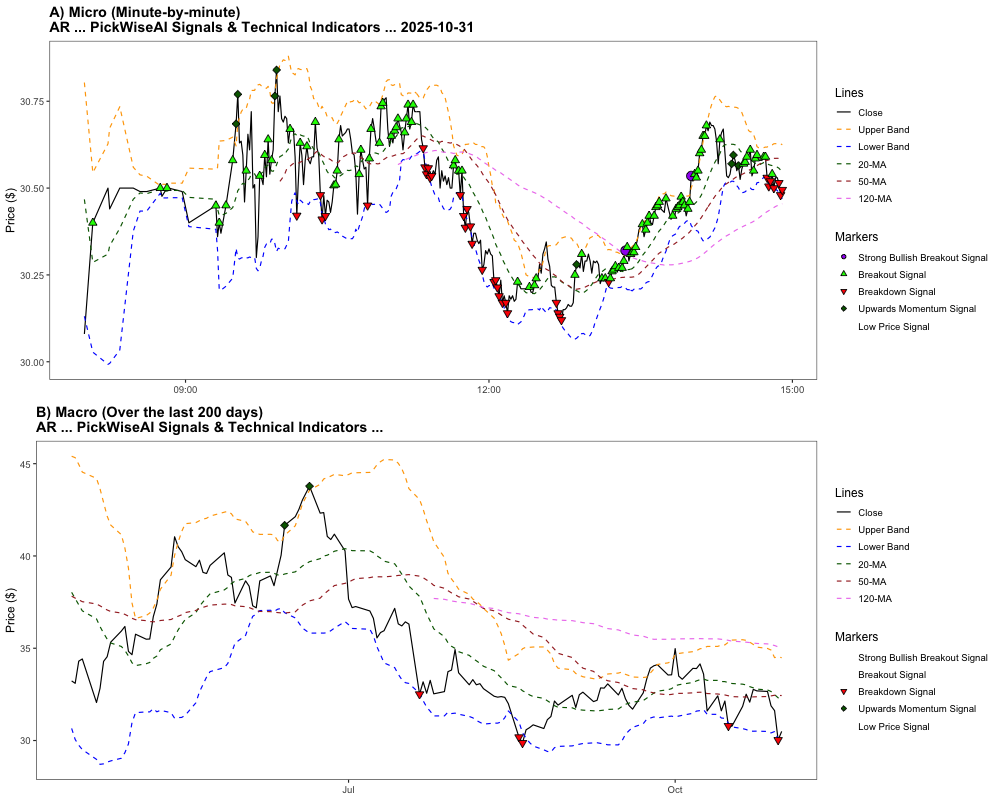 A) Micro (Minute-by-minute)
AR ... PickWiseAI Signals & Technical Indicators ... 2025-10-31
Price ($)
30.75
30.50
30.25
30.00
09:00
12:00
15:00
Lines
Close
Upper Band
Lower Band
20-MA
50-MA
120-MA
Markers
Strong Bullish Breakout Signal
Breakout Signal
Breakdown Signal
Upwards Momentum Signal
Low Price Signal
B) Macro (Over the last 200 days)
AR ... PickWiseAI Signals & Technical Indicators ...
Price ($)
45
40
35
30
Jul
Oct
Lines
Close
Upper Band
Lower Band
20-MA
50-MA
120-MA
Markers
Strong Bullish Breakout Signal
Breakout Signal
Breakdown Signal
Upwards Momentum Signal
Low Price Signal